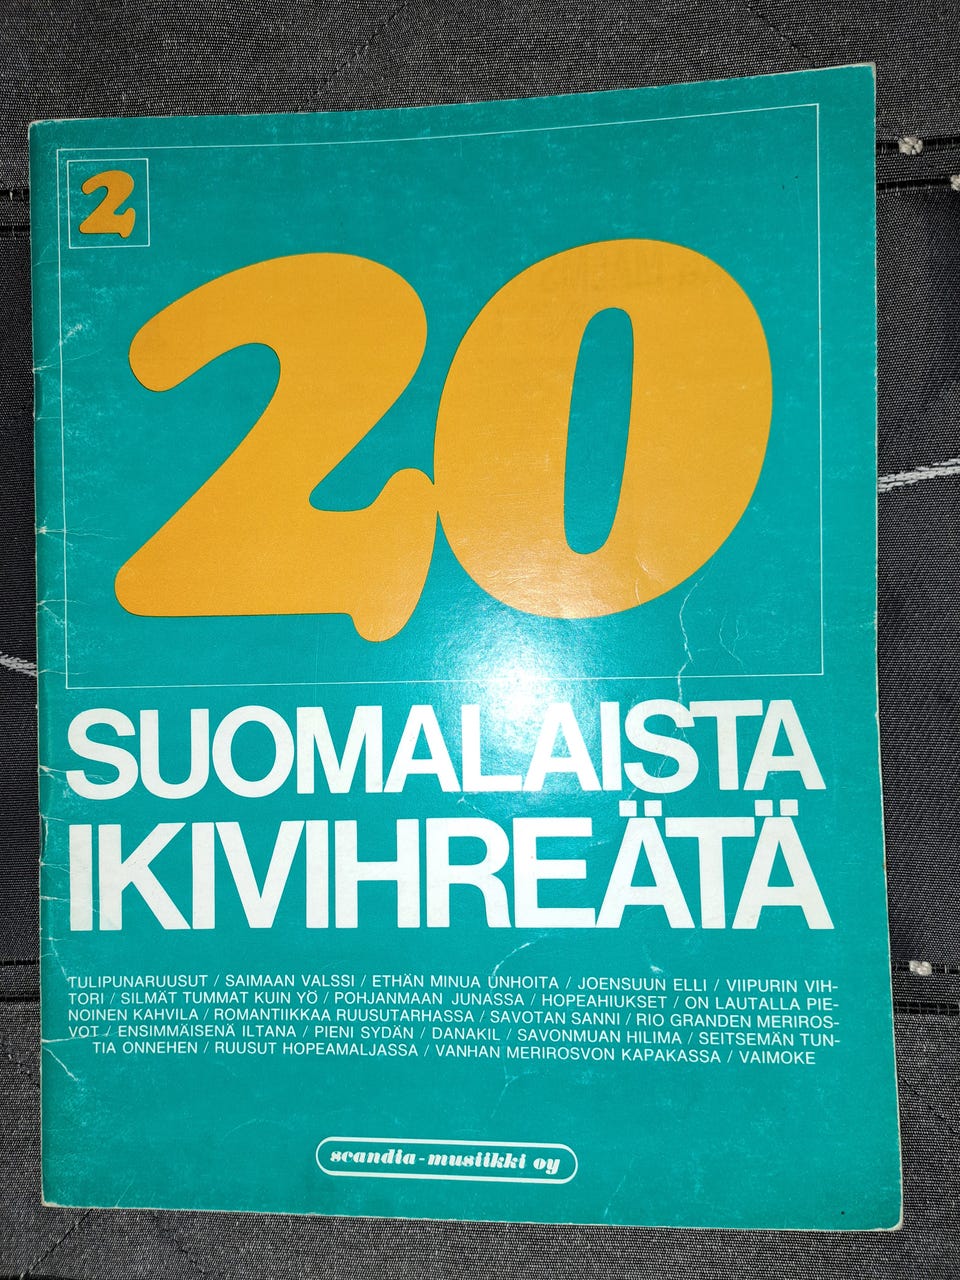 2
20
SUOMALAISTA
IKIVIHREÄTÄ
TULIPUNARUUSUT / SAIMAAN VALSSI / ETHÄN MINUA UNHOITA / JOENSUUN ELLI / VIIPURIN VIH-
TORI / SILMÄT TUMMAT KUIN YÖ / POHJANMAAN JUNASSA / HOPEAHIUKSET / ON LAUTALLA PIE-
NOINEN KAHVILA / ROMANTIIKKAA RUUSUTARHASSA / SAVOTAN SANNI / RIO GRANDEN MERIROS-
VOT / ENSIMMÄISENÄ ILTANA / PIENI SYDÄN / DANAKIL / SAVONMUAN HILIMA / SEITSEMÄN TUN-
TIA ONNEHEN / RUUSUT HOPEAMALJASSA / VANHAN MERIROSVON KAPAKASSA / VAIMOKE
scandia-musiikki oy